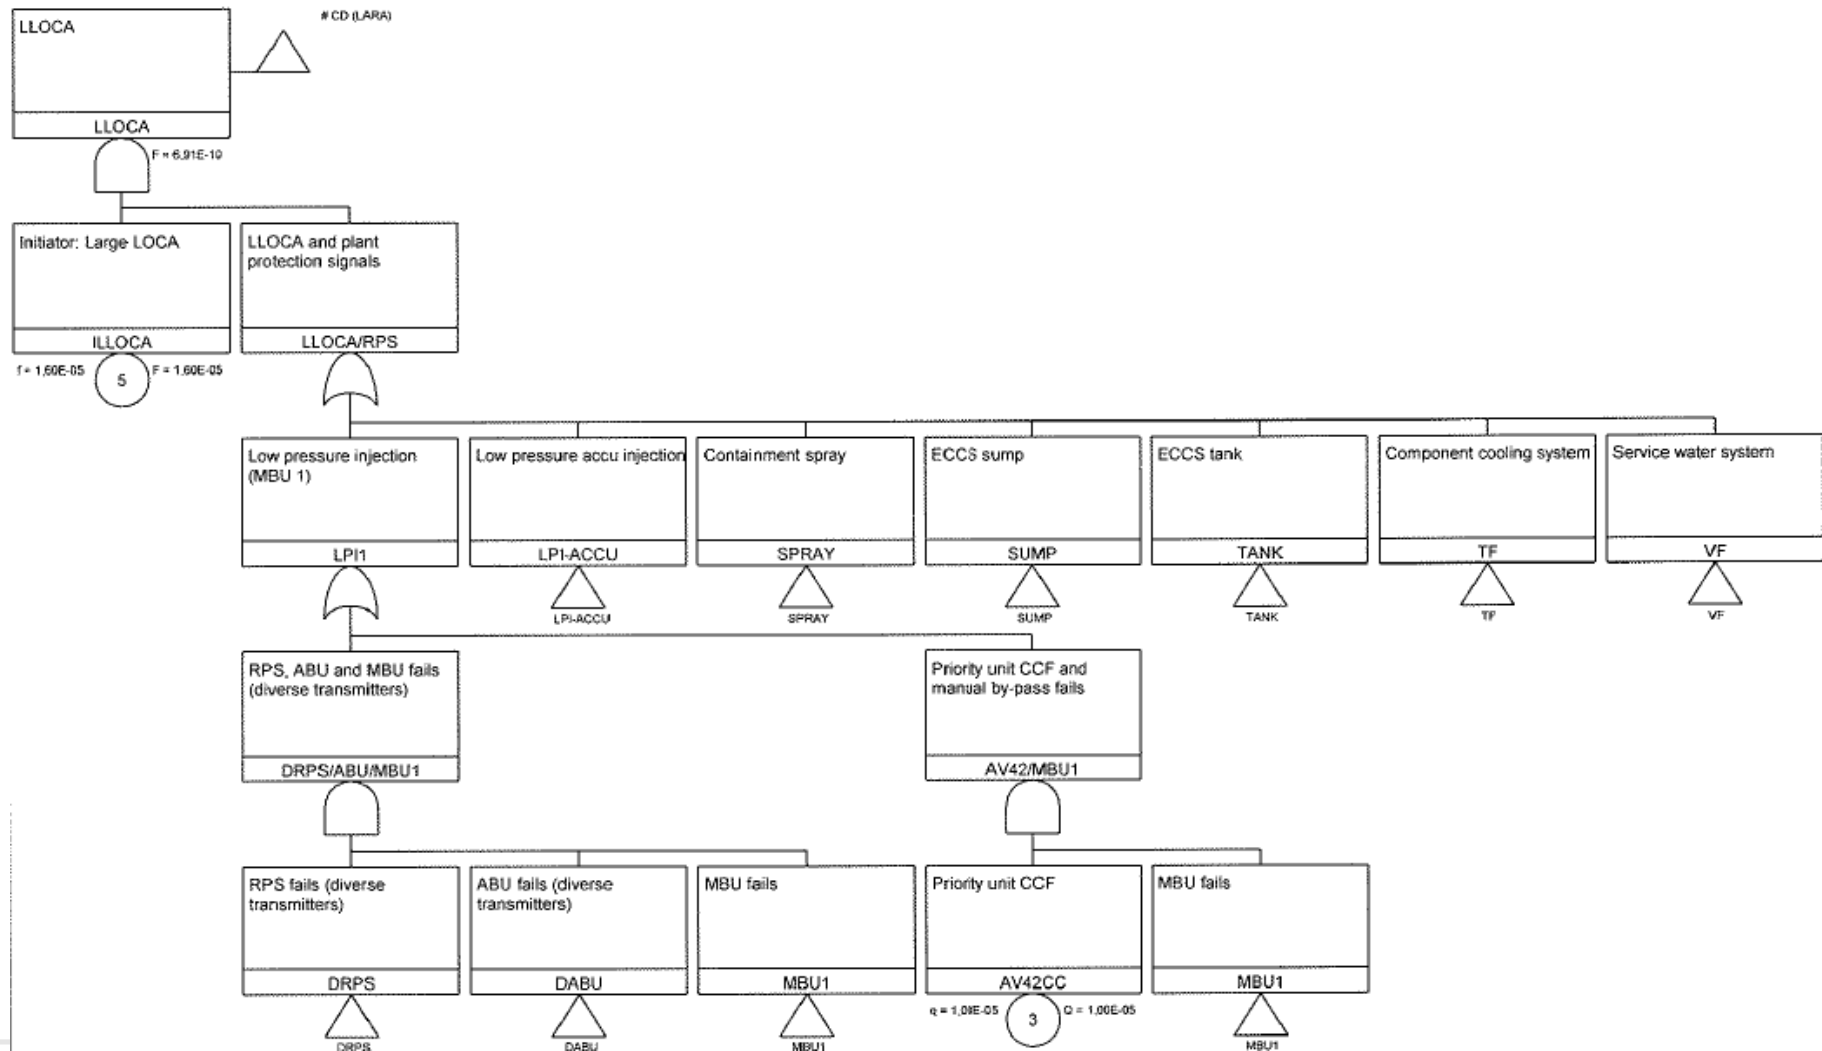 LLOCA
# CD (LARA)
LLOCA
F = 6,91E-10
Initiator: Large LOCA
LLOCA and plant
protection signals
ILLOCA
LLOCA/RPS
f = 1,60E-05
5
F = 1,60E-05
Low pressure injection
(MBU 1)
Low pressure accu injection
Containment spray
ECCS sump
ECCS tank
Component cooling system
Service water system
LPI1
LPI-ACCU
SPRAY
SUMP
TANK
TF
VF
LPI-ACCU
SPRAY
SUMP
TANK
TF
VF
RPS, ABU and MBU fails
(diverse transmitters)
Priority unit CCF and
manual by-pass fails
DRPS/ABU/MBU1
AV42/MBU1
RPS fails (diverse
transmitters)
ABU fails (diverse
transmitters)
MBU fails
Priority unit CCF
MBU fails
DRPS
DABU
MBU1
AV42CC
MBU1
q = 1,00E-05
3
Q = 1,00E-05
DRPS
DABU
MBU1
MBU1